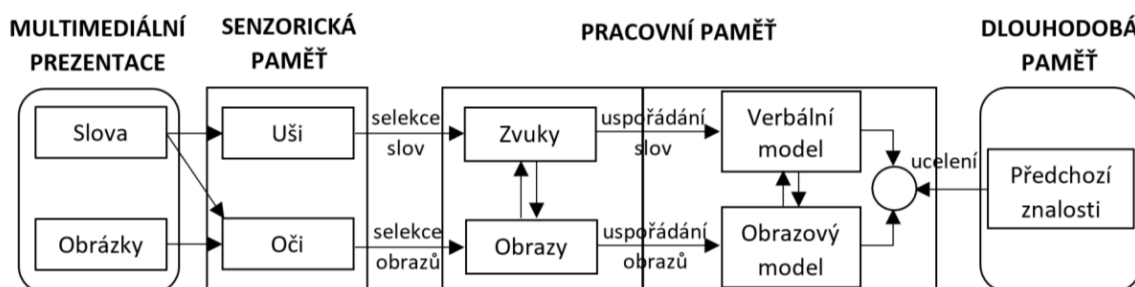 MULTIMEDIÁLNÍ
PREZENTACE
SENZORICKÁ
PAMĚŤ
PRACOVNÍ PAMĚŤ
DLOUHODOBÁ
PAMĚŤ
Slova
Uši
selekce
slov
Zvuky
uspořádání
slov
Verbální
model
ucelení
Předchozí
znalosti
Obrázky
Oči
selekce
obrazů
Obrazy
uspořádání
obrazů
Obrazový
model